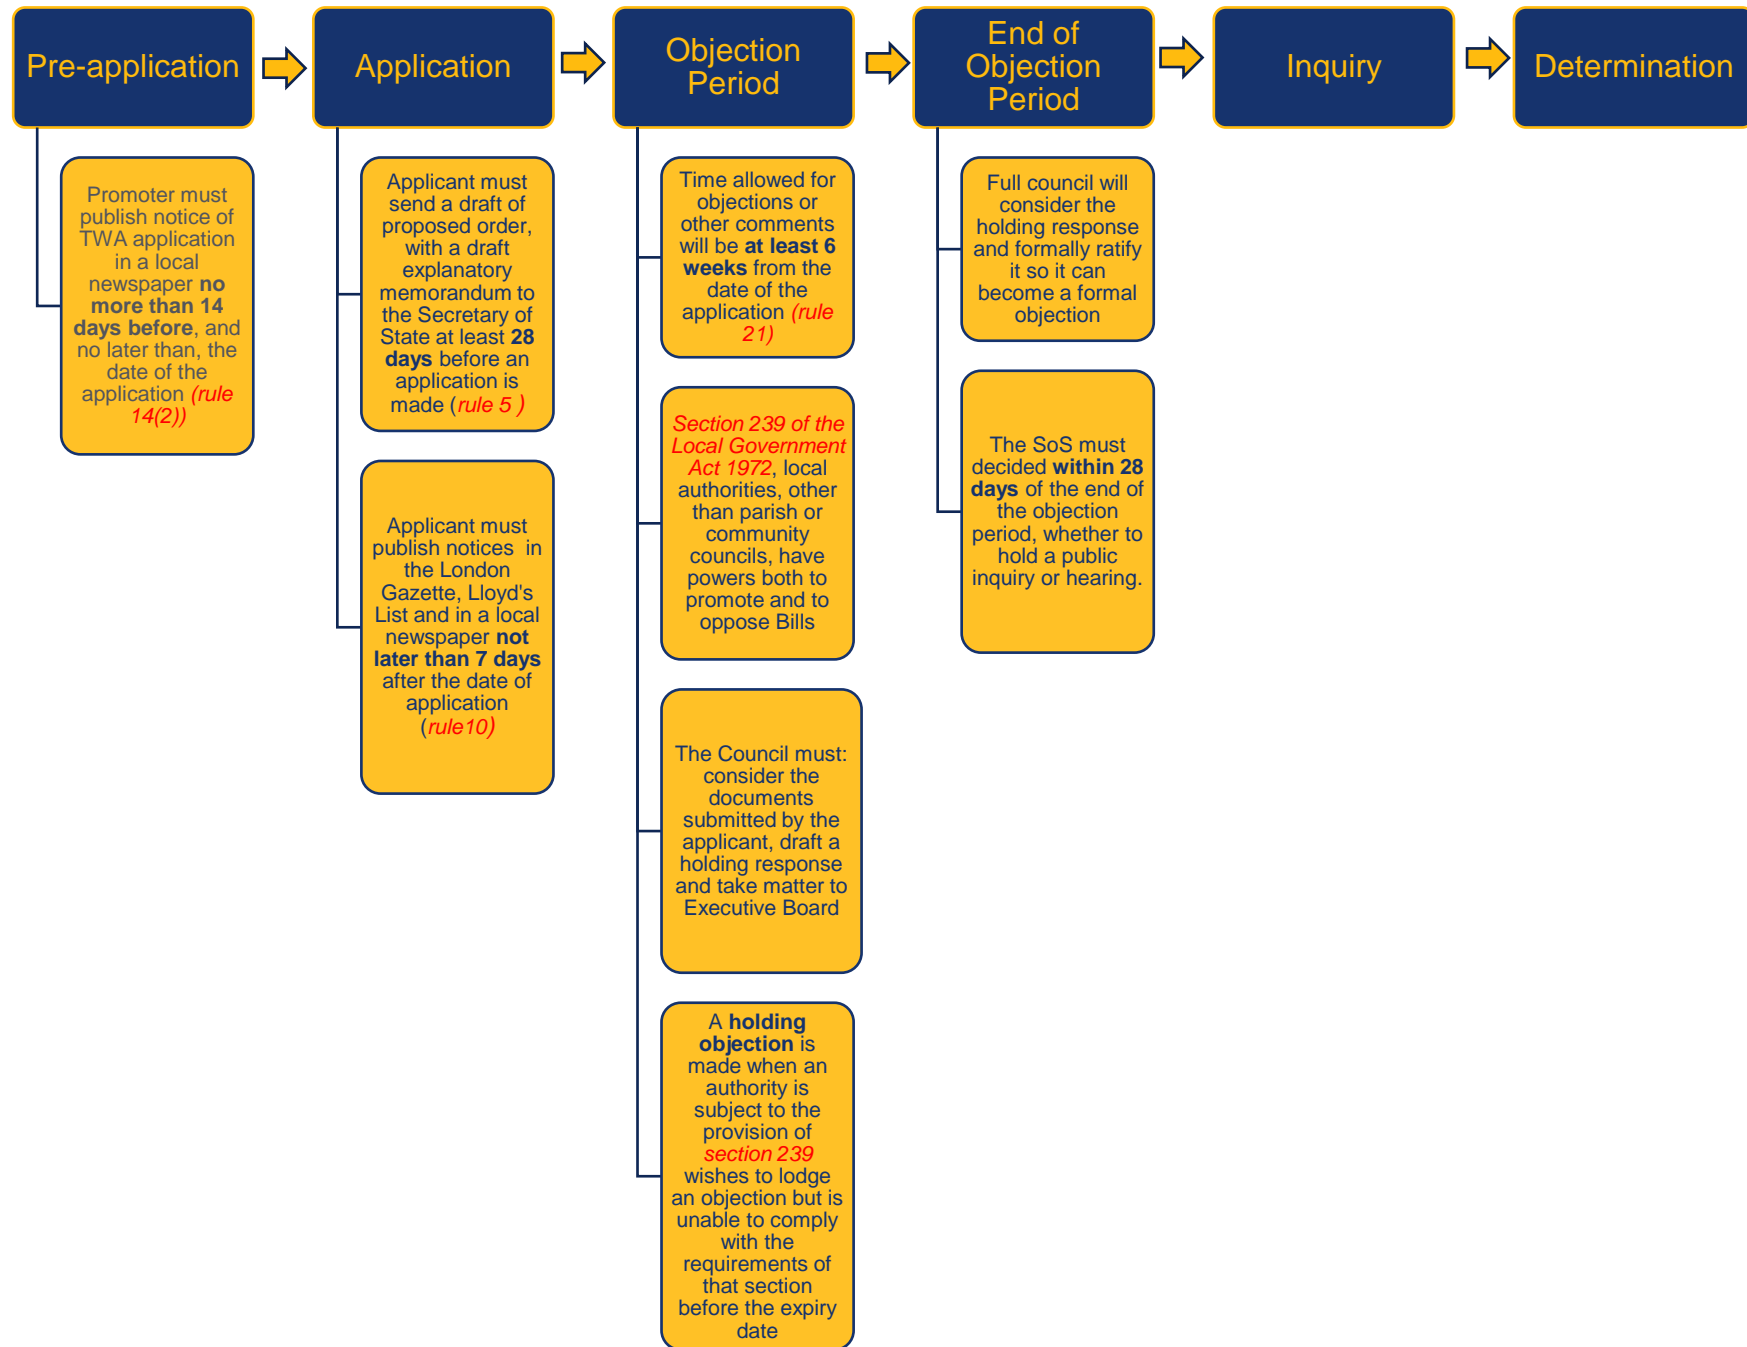 Pre-application
Application
Objection
Period
End of
Objection
Period
Inquiry
Determination
Promoter must
publish notice of
TWA application
in a local
newspaper no
more than 14
days before, and
no later than, the
date of the
application (rule
14(2))
Applicant must
send a draft of
proposed order,
with a draft
explanatory
memorandum to
the Secretary of
State at least 28
days before an
application is
made (rule 5 )
Applicant must
publish notices in
the London
Gazette, Lloyd's
List and in a local
newspaper not
later than 7 days
after the date of
application
(rule10)
Time allowed for
objections or
other comments
will be at least 6
weeks from the
date of the
application (rule
21)
Section 239 of the
Local Government
Act 1972, local
authorities, other
than parish or
community
councils, have
powers both to
promote and to
oppose Bills
The Council must:
consider the
documents
submitted by the
applicant, draft a
holding response
and take matter to
Executive Board
A holding
objection is
made when an
authority is
subject to the
provision of
section 239
wishes to lodge
an objection but is
unable to comply
with the
requirements of
that section
before the expiry
date
Full council will
consider the
holding response
and formally ratify
it so it can
become a formal
objection
The SoS must
decided within 28
days of the end of
the objection
period, whether to
hold a public
inquiry or hearing.